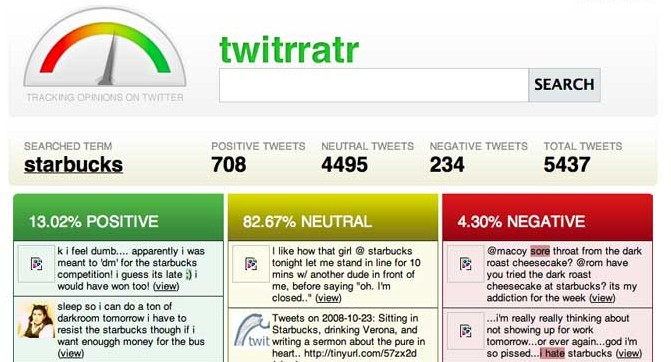 twitrratr
SEARCH
TRACKING OPINIONS ON TWITTER
SEARCHED TERM
starbucks
POSITIVE TWEETS
708
NEUTRAL TWEETS
4495
NEGATIVE TWEETS
234
TOTAL TWEETS
5437
13.02% POSITIVE
k i feel dumb.... apparently i was
meant to 'dm' for the starbucks
competition! i guess its late ;) i
would have won too! (view)
sleep so i can do a ton of
darkroom tomorrow i have to
resist the starbucks though if i
want enouggh money for the bus
(view)
82.67% NEUTRAL
I like how that girl @ starbucks
tonight let me stand in line for 10
mins w/ another dude in front of
me, before saying "oh. I'm
closed.." (view)
twit
Tweets on 2008-10-23: Sitting in
Starbucks, drinking Verona, and
writing a sermon about the pure in
heart.. http://tinyurl.com/57zx2d
4.30% NEGATIVE
@macoy sore throat from the dark
roast cheesecake? @rom have
you tried the dark roast
cheesecake at starbucks? its my
addiction for the week (view)
...i'm really really thinking about
not showing up for work
tomorrow...or ever again...god i'm
so pissed...i hate starbucks (view)